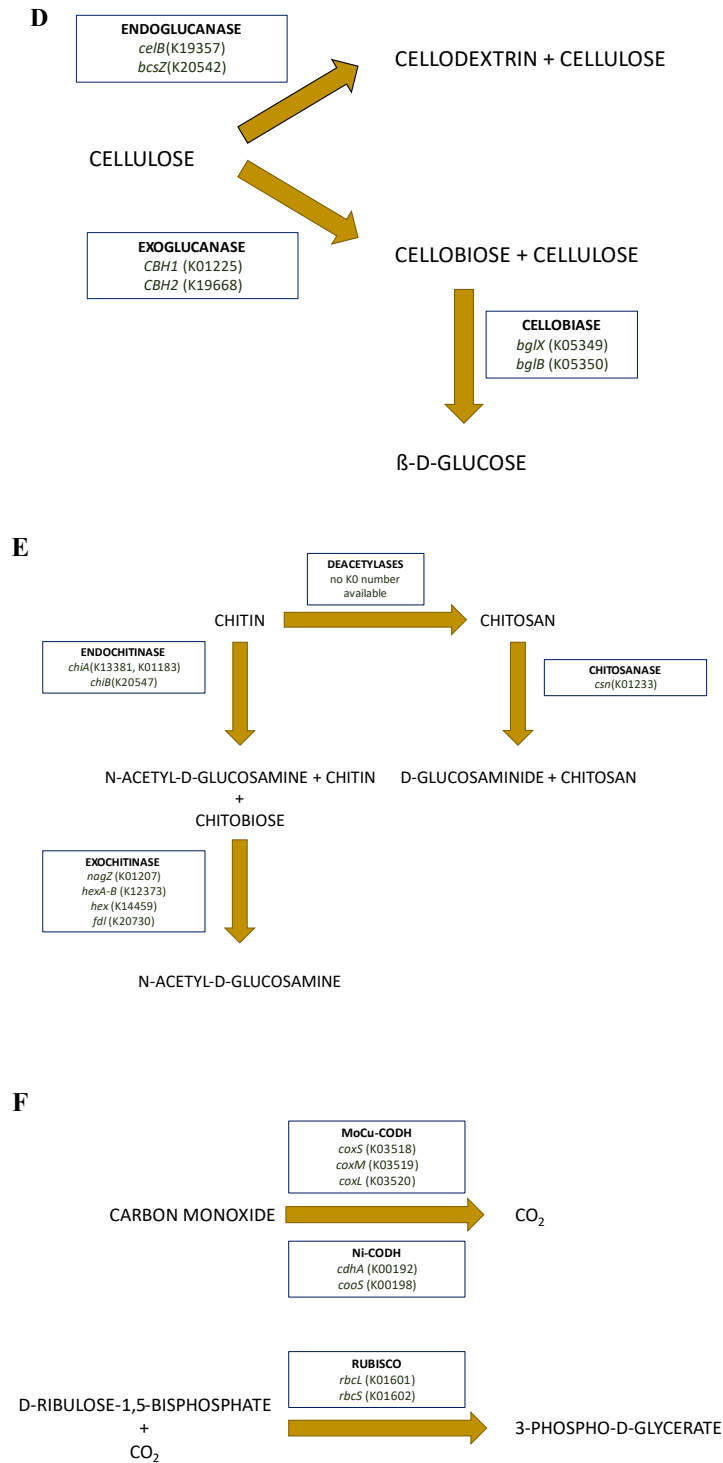 D
ENDOGLUCANASE
celB(K19357)
bcsZ(K20542)
CELLODEXTRIN + CELLULOSE
CELLULOSE
EXOGLUCANASE
CBH1 (K01225)
CBH2 (K19668)
CELLOBIOSE + CELLULOSE
CELLOBIASE
bglX (K05349)
bglB (K05350)
ß-D-GLUCOSE
E
DEACETYLASES
no K0 number
available
CHITIN
CHITOSAN
ENDOCHITINASE
chiA(K13381, K01183)
chiB(K20547)
CHITOSANASE
csn(K01233)
N-ACETYL-D-GLUCOSAMINE + CHITIN
+
CHITOBIOSE
D-GLUCOSAMINIDE + CHITOSAN
EXOCHITINASE
nagZ (K01207)
hexA-B (K12373)
hex (K14459)
fdl (K20730)
N-ACETYL-D-GLUCOSAMINE
F
MoCu-CODH
coxS (K03518)
coxM (K03519)
coxL (K03520)
CARBON MONOXIDE
CO₂
Ni-CODH
cdhA (K00192)
cooS (K00198)
RUBISCO
rbcL (K01601)
rbcS (K01602)
D-RIBULOSE-1,5-BISPHOSPHATE
+
CO₂
3-PHOSPHO-D-GLYCERATE